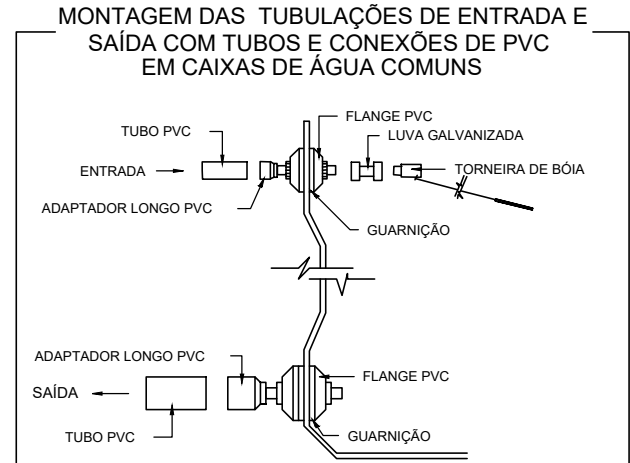 MONTAGEM DAS TUBULAÇÕES DE ENTRADA E
SAÍDA COM TUBOS E CONEXÕES DE PVC
EM CAIXAS DE ÁGUA COMUNS
FLANGE PVC
TUBO PVC
LUVA GALVANIZADA
ENTRADA
TORNEIRA DE BÓIA
ADAPTADOR LONGO PVC
GUARNIÇÃO
ADAPTADOR LONGO PVC
FLANGE PVC
SAÍDA
TUBO PVC
GUARNIÇÃO